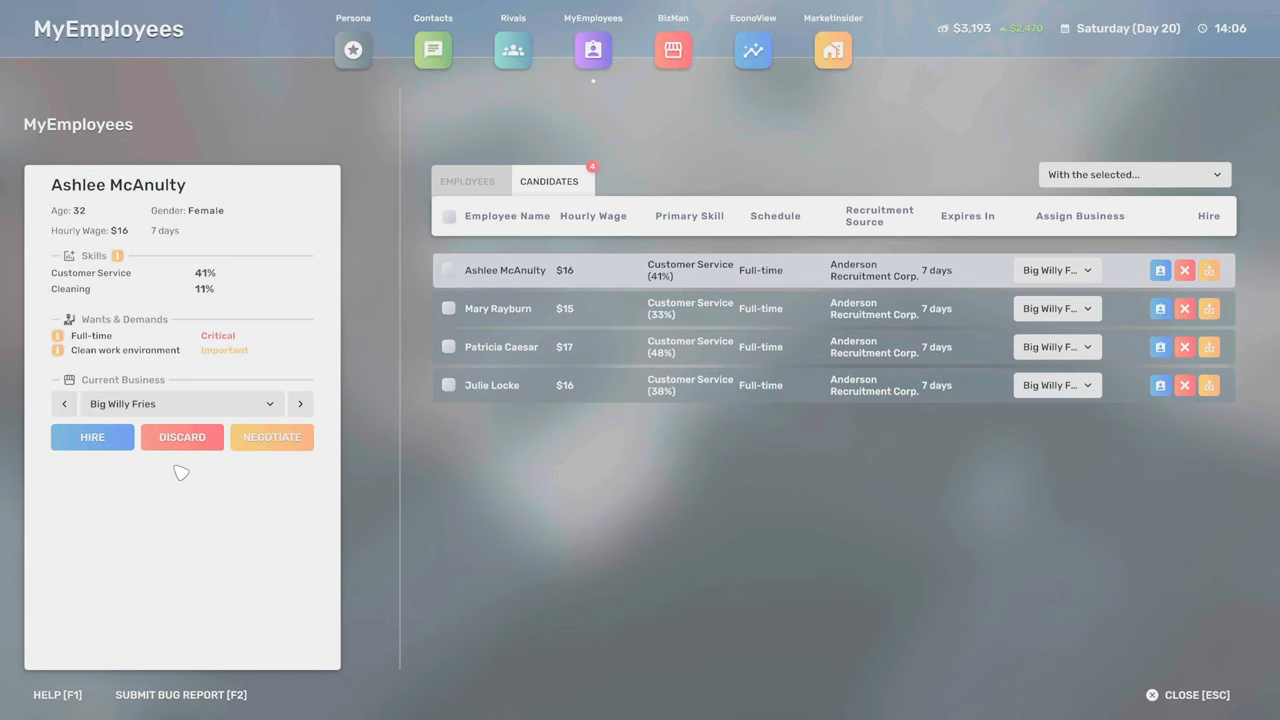 MyEmployees
Persona
Contacts
Rivals
MyEmployees
BizMan
EconoView
MarketInsider
$3,193
$2,470
Saturday (Day 20)
14:06
MyEmployees
Ashlee McAnulty
Age: 32
Gender: Female
Hourly Wage: $16
7 days
Skills
Customer Service 41%
Cleaning 11%
Wants & Demands
Full-time Critical
Clean work environment Important
Current Business
Big Willy Fries
HIRE
DISCARD
NEGOTIATE
EMPLOYEES
CANDIDATES
4
With the selected...
Employee Name
Hourly Wage
Primary Skill
Schedule
Recruitment
Source
Expires In
Assign Business
Hire
Ashlee McAnulty
$16
Customer Service
(41%)
Full-time
Anderson
Recruitment Corp.
7 days
Big Willy F...
Mary Rayburn
$15
Customer Service
(33%)
Full-time
Anderson
Recruitment Corp.
7 days
Big Willy F...
Patricia Caesar
$17
Customer Service
(48%)
Full-time
Anderson
Recruitment Corp.
7 days
Big Willy F...
Julie Locke
$16
Customer Service
(38%)
Full-time
Anderson
Recruitment Corp.
7 days
Big Willy F...
HELP [F1]
SUBMIT BUG REPORT [F2]
CLOSE [ESC]